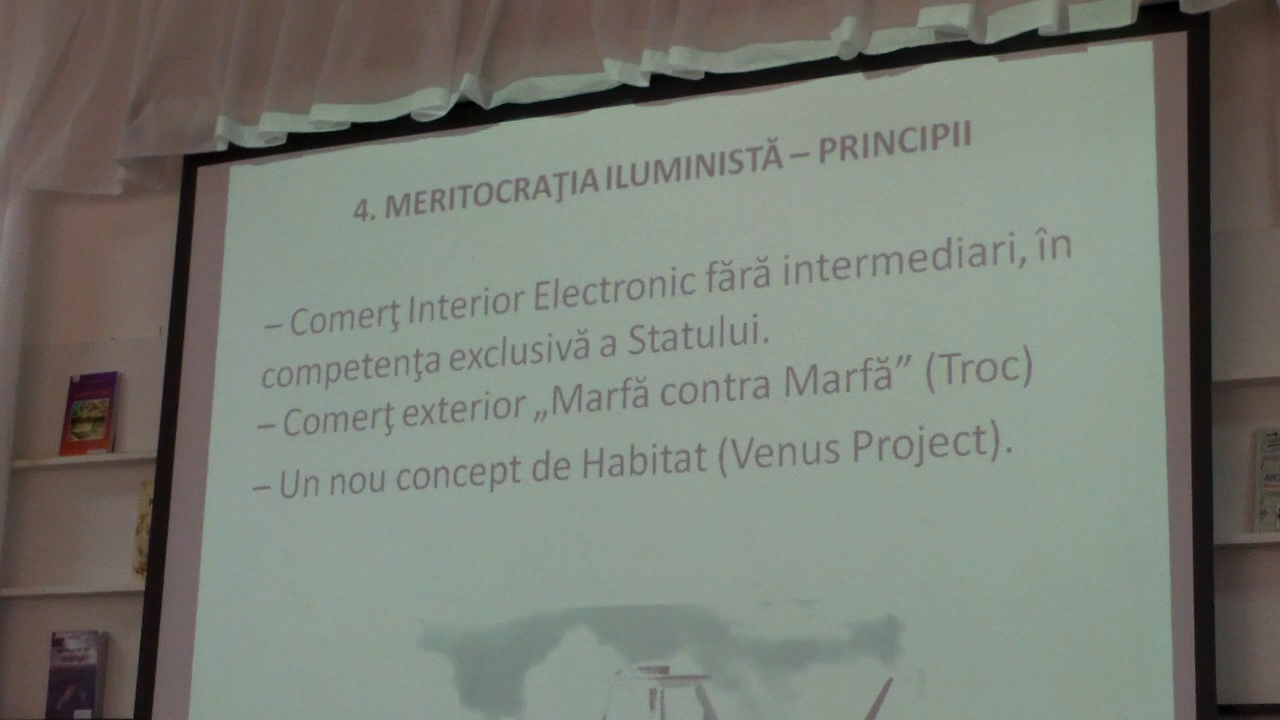 4. MERITOCRAŢIA ILUMINISTĂ – PRINCIPII
– Comerţ Interior Electronic fără intermediari, în
competenţa exclusivă a Statului.
– Comerţ exterior „Marfă contra Marfă” (Troc)
– Un nou concept de Habitat (Venus Project).